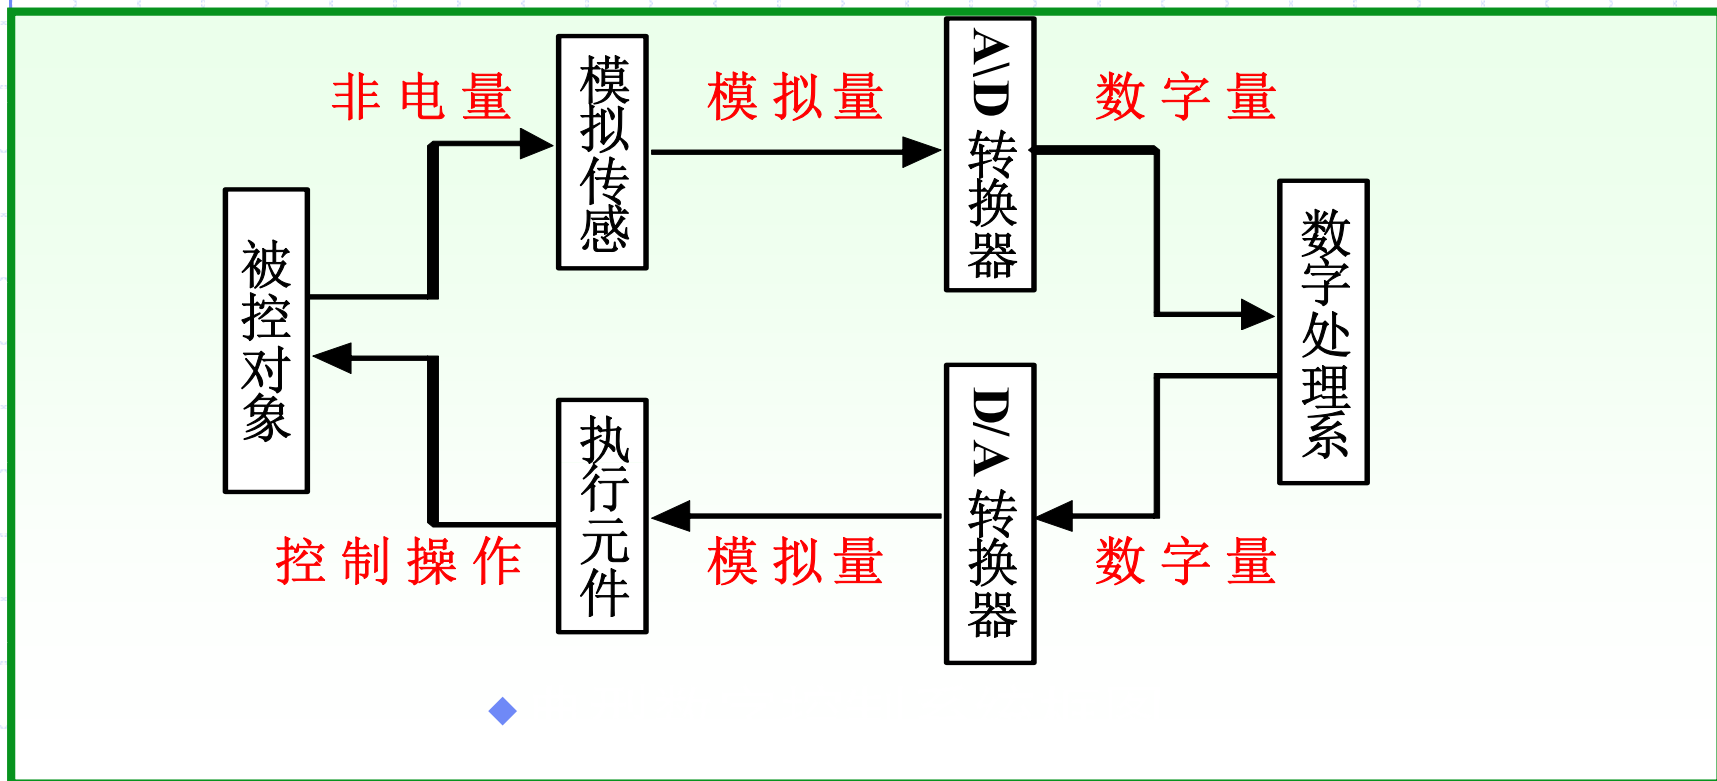 非电量
模拟量
数字量
被控对象
模拟传感
A\D转换器
数字处理系
D/A转换器
执行元件
控制操作
模拟量
数字量